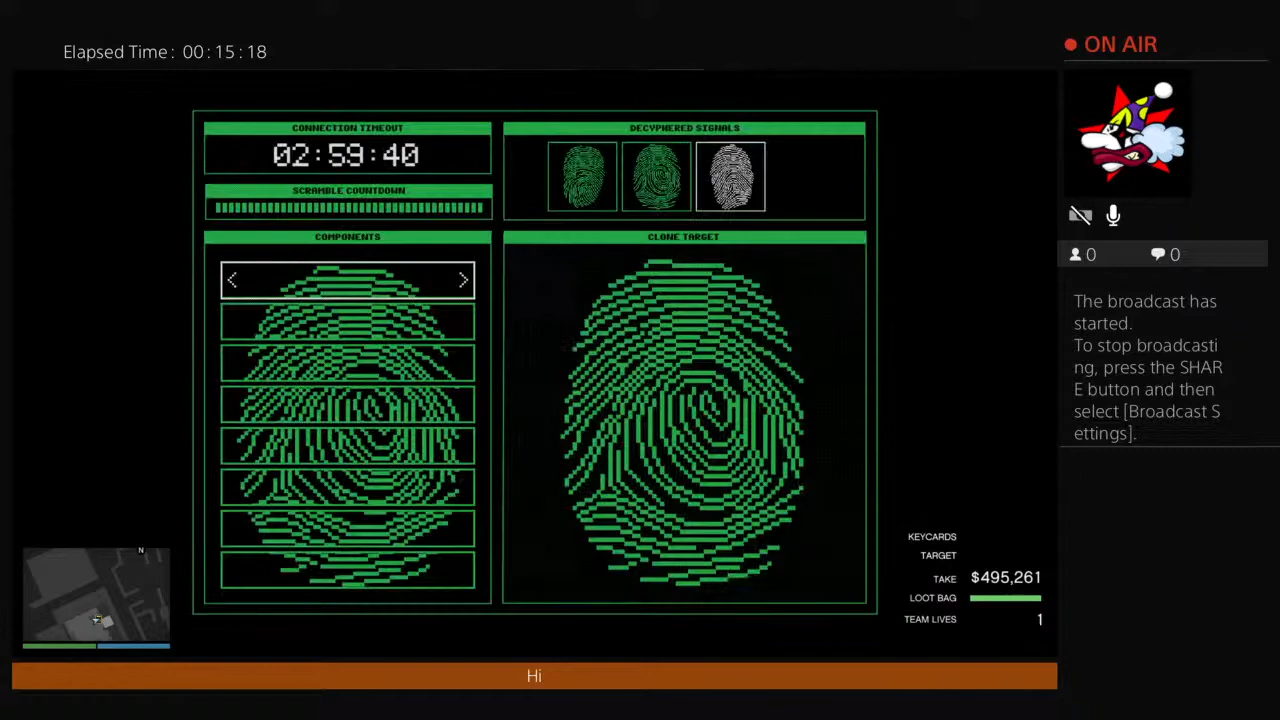 Elapsed Time: 00:15:18
ON AIR
CONNECTION TIMEOUT
02:59:40
SCRAMBLE COUNTDOWN
DECYPHERED SIGNALS
COMPONENTS
CLONE TARGET
< >
0 0
The broadcast has
started.
To stop broadcasti
ng, press the SHAR
E button and then
select [Broadcast S
ettings].
KEYCARDS
TARGET
TAKE $495,261
LOOT BAG
TEAM LIVES 1
N
Hi